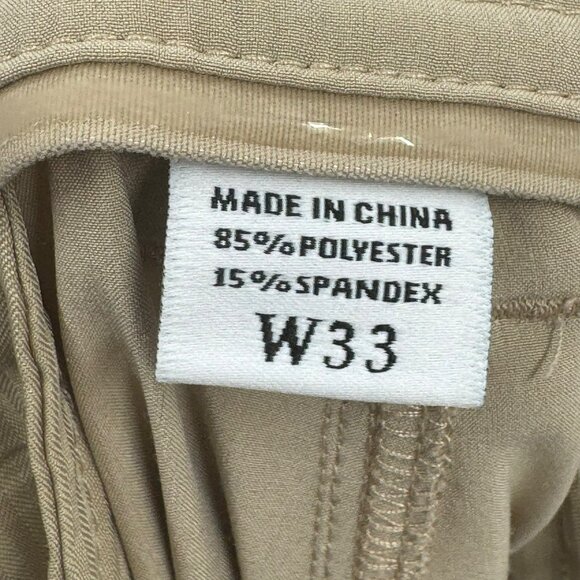 MADE IN CHINA
85%POLYESTER
15%SPANDEX
W33